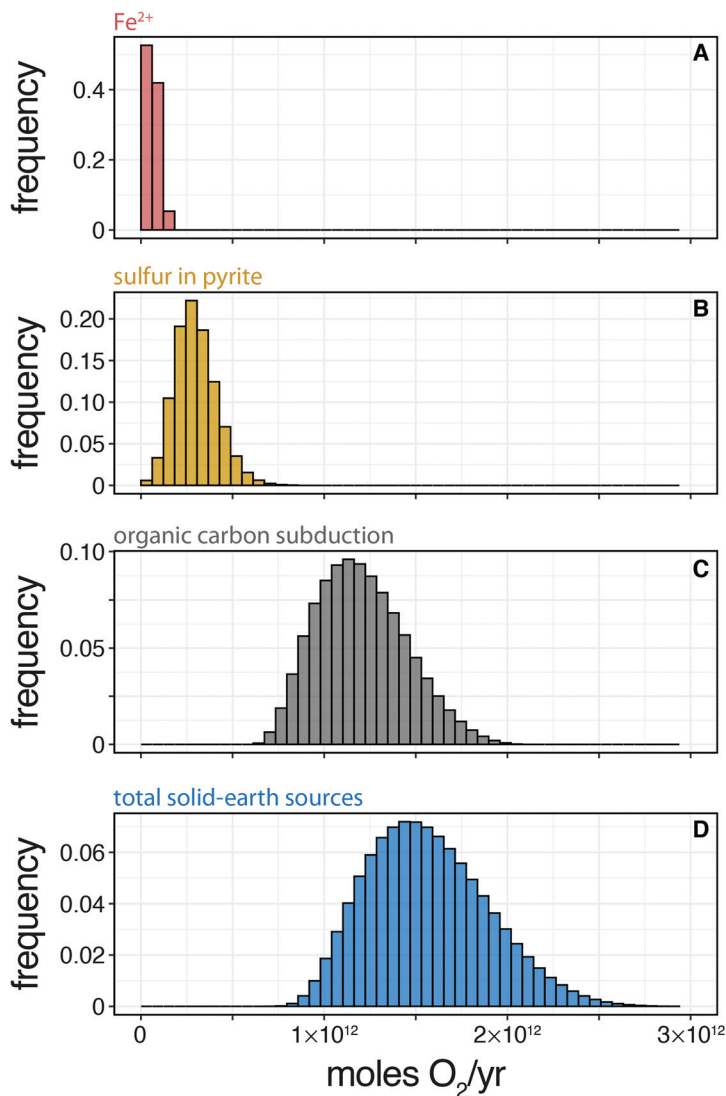 Fe²⁺
A
frequency
0.4
0.2
0
sulfur in pyrite
B
frequency
0.20
0.15
0.10
0.05
0
organic carbon subduction
C
frequency
0.10
0.05
0
total solid-earth sources
D
frequency
0.06
0.04
0.02
0
0
1×10¹²
2×10¹²
3×10¹²
moles O₂/yr